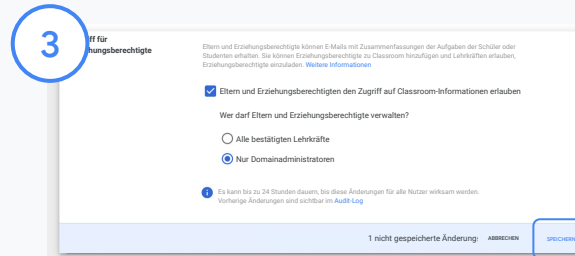 3
ff für
hungsberechtigte
Eltern und Erziehungsberechtigte können E-Mails mit Zusammenfassungen der Aufgaben der Schüler oder
Studenten erhalten. Sie können Erziehungsberechtigte zu Classroom hinzufügen und Lehrkräften erlauben,
Erziehungsberechtigte einzuladen. Weitere Informationen
Eltern und Erziehungsberechtigten den Zugriff auf Classroom-Informationen erlauben
Wer darf Eltern und Erziehungsberechtigte verwalten?
Alle bestätigten Lehrkräfte
Nur Domainadministratoren
Es kann bis zu 24 Stunden dauern, bis diese Änderungen für alle Nutzer wirksam werden.
Vorherige Änderungen sind sichtbar im Audit-Log
1 nicht gespeicherte Änderung: ABBRECHEN SPEICHERN